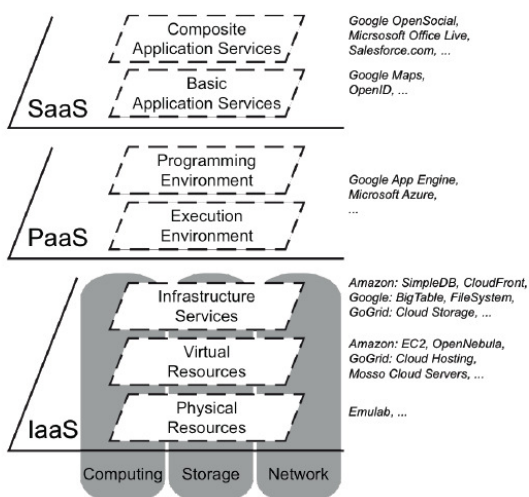 Composite
Application Services
Google OpenSocial,
Micrsosoft Office Live,
Salesforce.com, ...
Basic
Application Services
Google Maps,
OpenID, ...
SaaS
Programming
Environment
Google App Engine,
Microsoft Azure,
...
Execution
Environment
PaaS
Infrastructure
Services
Amazon: SimpleDB, CloudFront,
Google: BigTable, FileSystem,
GoGrid: Cloud Storage, ...
Virtual
Resources
Amazon: EC2, OpenNebula,
GoGrid: Cloud Hosting,
Mosso Cloud Servers, ...
Physical
Resources
Emulab, ...
IaaS
Computing Storage Network